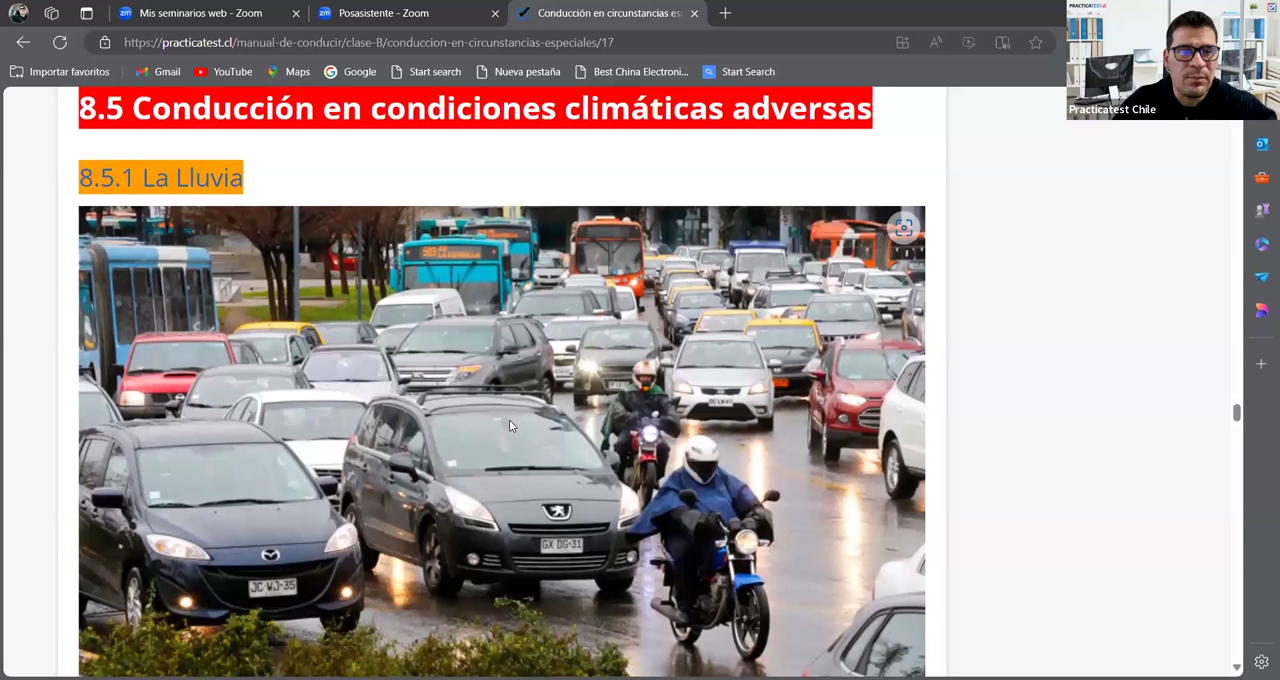 Mis seminarios web - Zoom
Posasistente - Zoom
Conducción en circunstancias es
https://practicatest.cl/manual-de-conducir/clase-B/conduccion-en-circunstancias-especiales/17
Importar favoritos
Gmail
YouTube
Maps
Google
Start search
Nueva pestaña
Best China Electroni...
Start Search
PRACTICATEST.cl
Practicatest Chile
8.5 Conducción en condiciones climáticas adversas
8.5.1 La Lluvia
GX DG-31
JC WJ-35